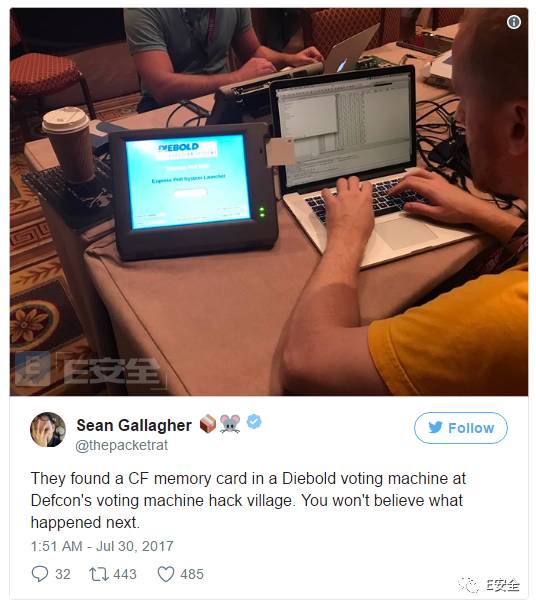 DIEBOLD
Express Poll System Launcher
E安全
Sean Gallagher
@thepacketrat
Follow
They found a CF memory card in a Diebold voting machine at
Defcon's voting machine hack village. You won't believe what
happened next.
1:51 AM - Jul 30, 2017
32 443 485
E安全